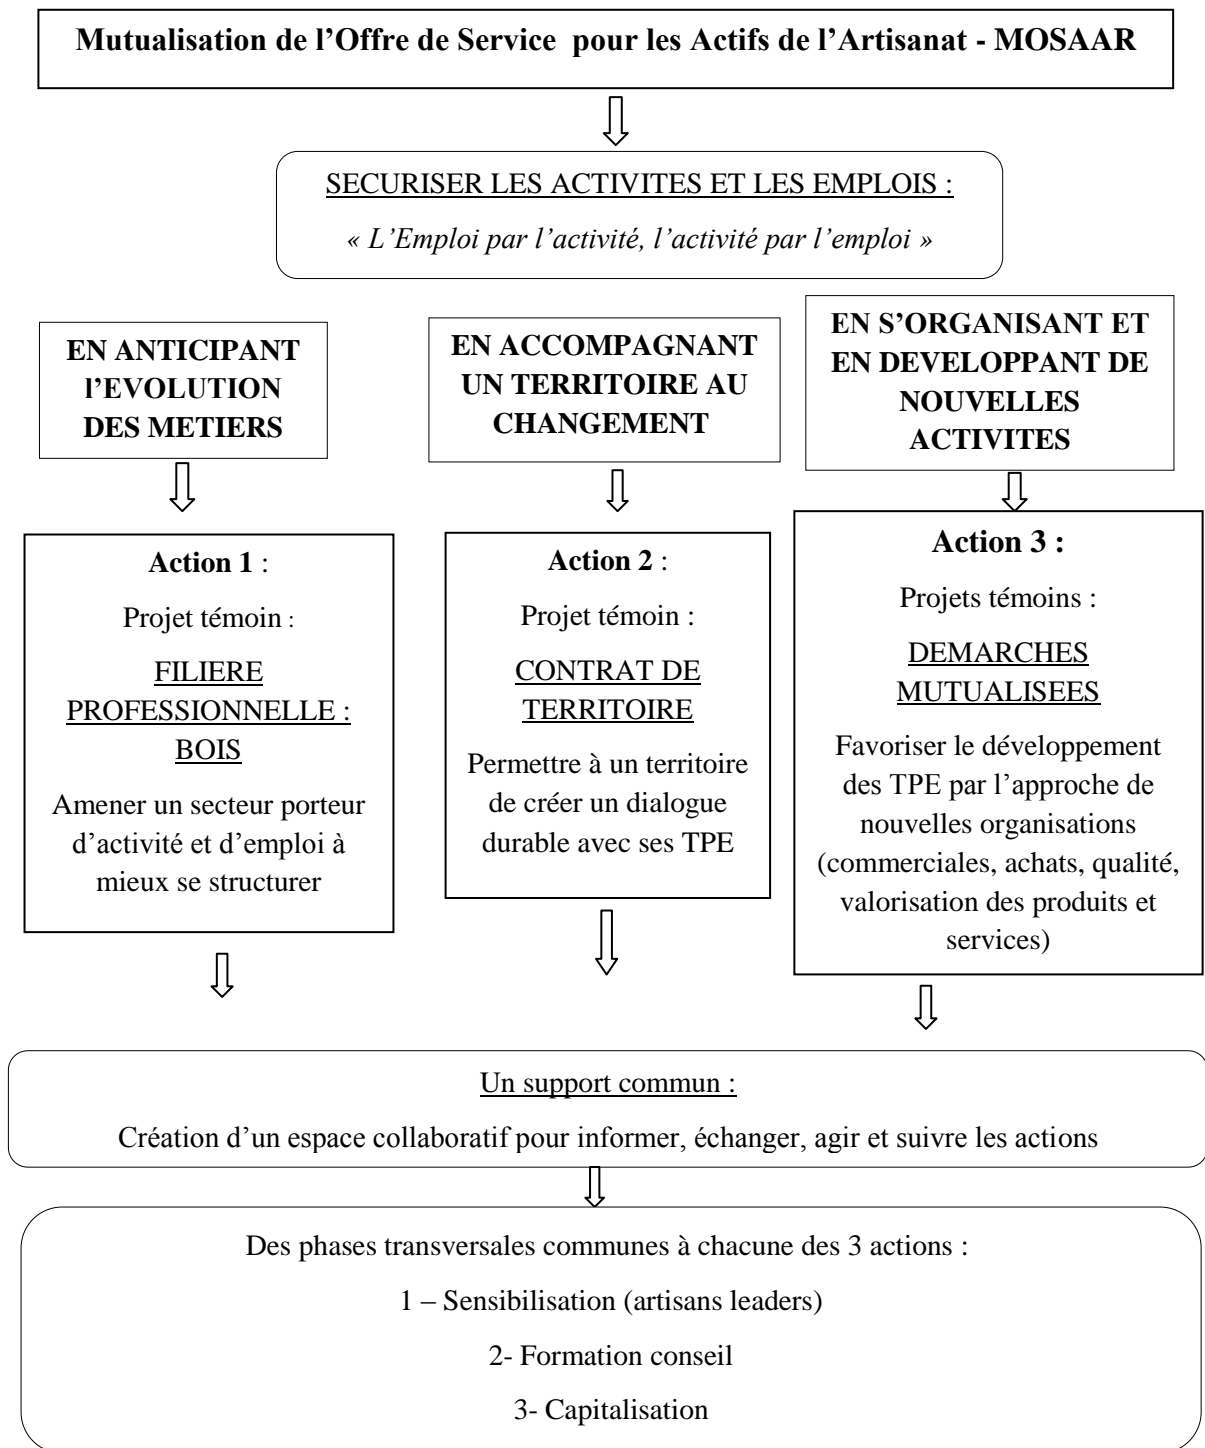 Mutualisation de l’Offre de Service  pour les Actifs de l’Artisanat - MOSAAR
SECURISER LES ACTIVITES ET LES EMPLOIS :
« L’Emploi par l’activité, l’activité par l’emploi »
EN ANTICIPANT
l’EVOLUTION
DES METIERS
EN ACCOMPAGNANT
UN TERRITOIRE AU
CHANGEMENT
EN S’ORGANISANT ET
EN DEVELOPPANT DE
NOUVELLES
ACTIVITES
Action 1 :
Projet témoin :
FILIERE
PROFESSIONNELLE :
BOIS
Amener un secteur porteur
d’activité et d’emploi à
mieux se structurer
Action 2 :
Projet témoin :
CONTRAT DE
TERRITOIRE
Permettre à un territoire
de créer un dialogue
durable avec ses TPE
Action 3 :
Projets témoins :
DEMARCHES
MUTUALISEES
Favoriser le développement
des TPE par l’approche de
nouvelles organisations
(commerciales, achats, qualité,
valorisation des produits et
services)
Un support commun :
Création d’un espace collaboratif pour informer, échanger, agir et suivre les actions
Des phases transversales communes à chacune des 3 actions :
1 – Sensibilisation (artisans leaders)
2- Formation conseil
3- Capitalisation